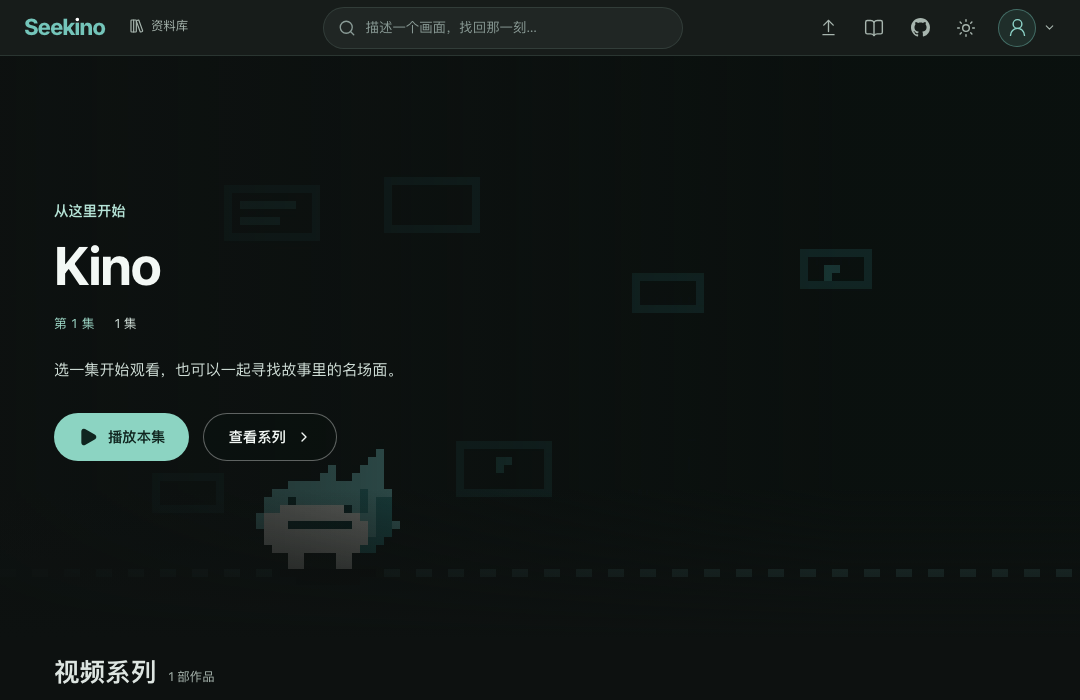 Seekino
资料库
描述一个画面，找回那一刻...
从这里开始
Kino
第 1 集 1 集
选一集开始观看，也可以一起寻找故事里的名场面。
播放本集
查看系列
视频系列 1 部作品